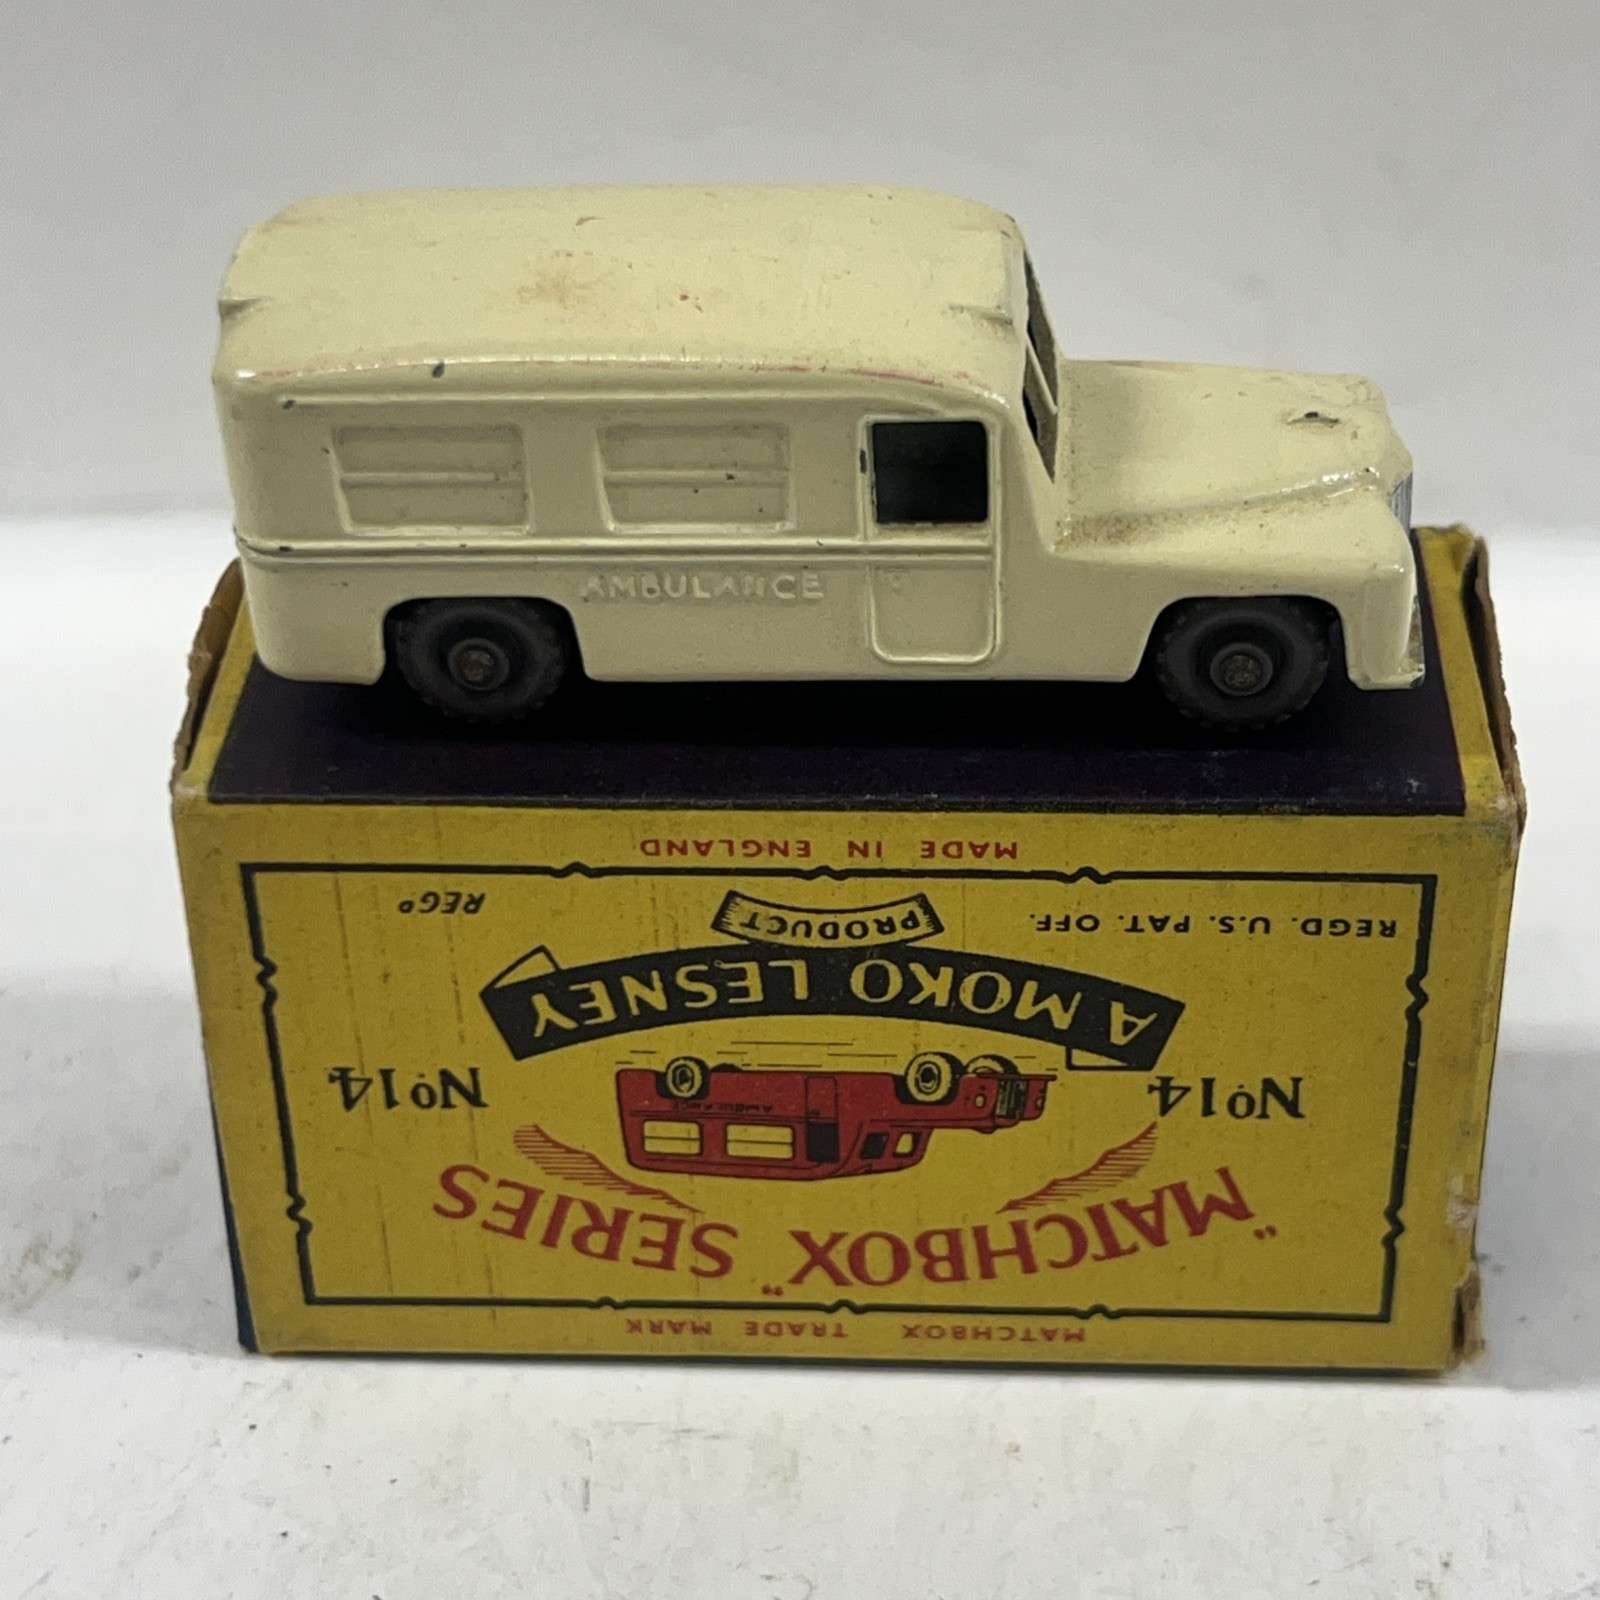 AMBULANCE
MATCHBOX TRADE MARK
"MATCHBOX" SERIES
No14 No14
AMBULANCE
A MOKO LESNEY
PRODUCT
REGD. U.S. PAT. OFF. REGD
MADE IN ENGLAND